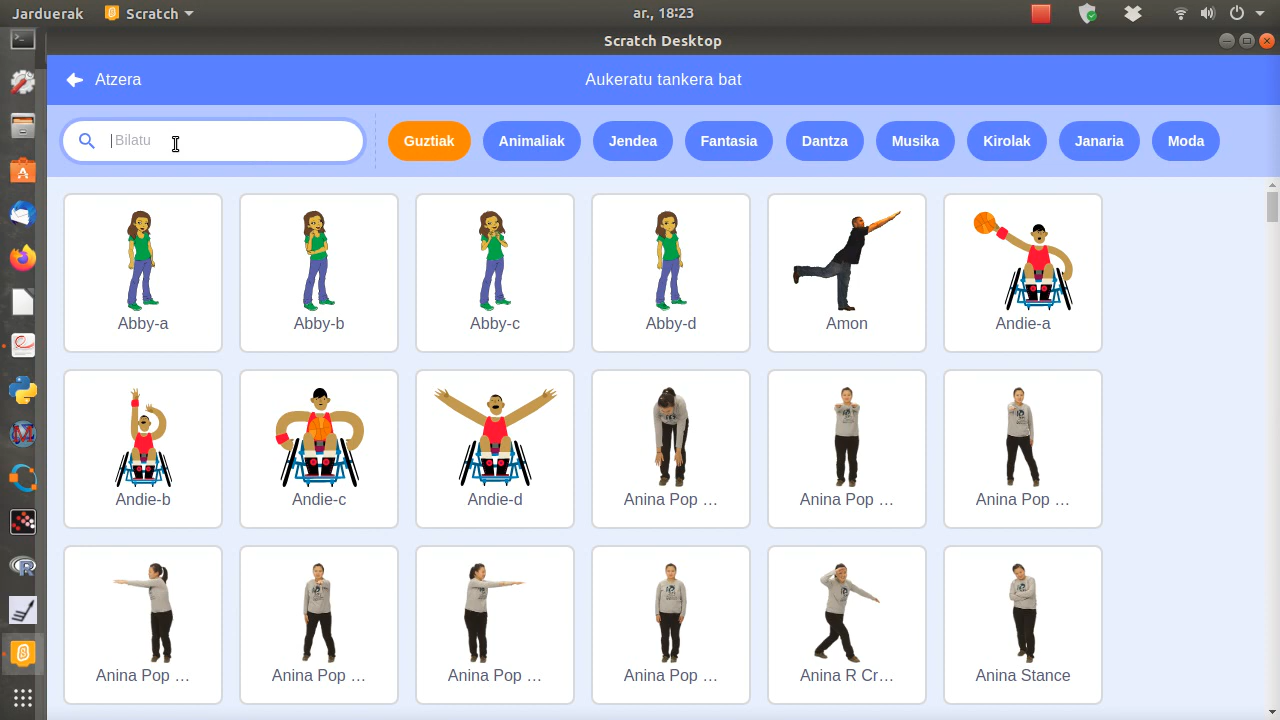 Jarduerak Scratch ar., 18:23
Scratch Desktop
Atzera Aukeratu tankera bat
Bilatu Guztiak Animaliak Jendea Fantasia Dantza Musika Kirolak Janaria Moda
Abby-a Abby-b Abby-c Abby-d Amon Andie-a
Andie-b Andie-c Andie-d Anina Pop … Anina Pop … Anina Pop …
Anina Pop … Anina Pop … Anina Pop … Anina Pop … Anina R Cr… Anina Stance